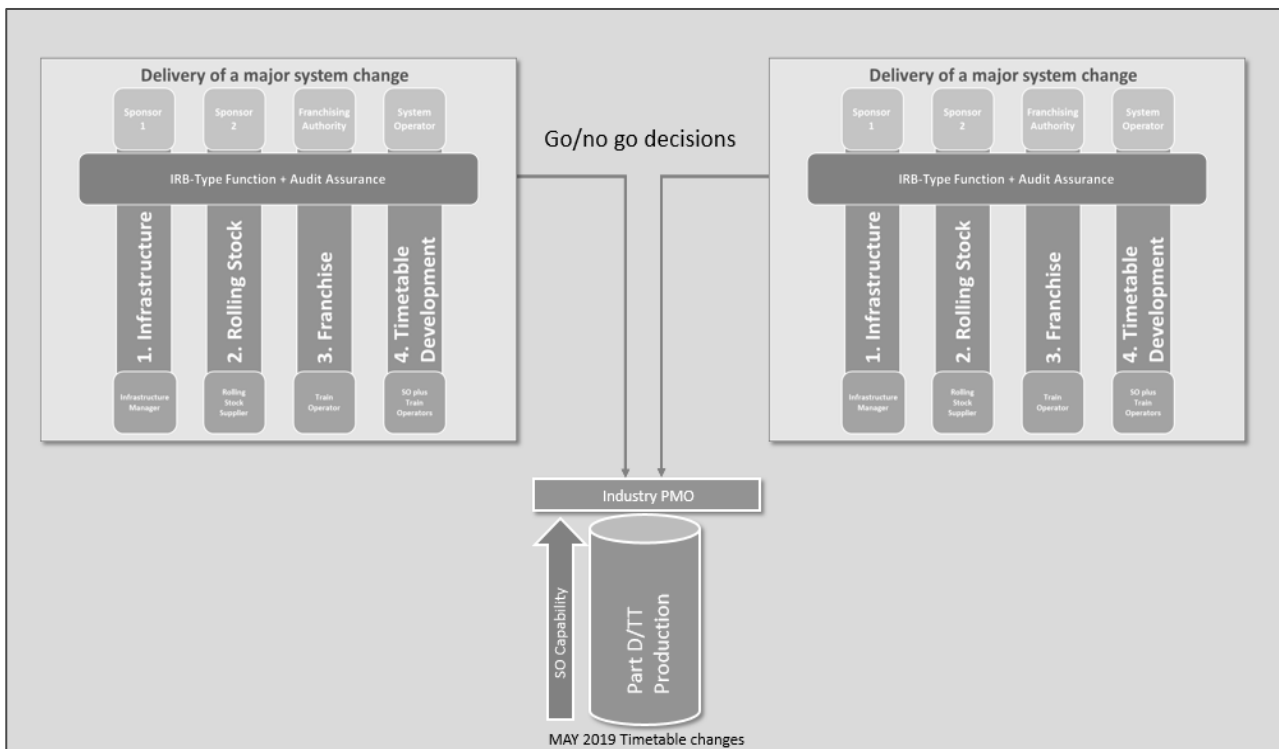 Delivery of a major system change
Sponsor
1
Sponsor
2
Franchising
Authority
System
Operator
IRB-Type Function + Audit Assurance
1. Infrastructure
2. Rolling Stock
3. Franchise
4. Timetable
Development
Infrastructure
Manager
Rolling
Stock
Supplier
Train
Operator
SO plus
Train
Operators
Go/no go decisions
Delivery of a major system change
Sponsor
1
Sponsor
2
Franchising
Authority
System
Operator
IRB-Type Function + Audit Assurance
1. Infrastructure
2. Rolling Stock
3. Franchise
4. Timetable
Development
Infrastructure
Manager
Rolling
Stock
Supplier
Train
Operator
SO plus
Train
Operators
Industry PMO
SO Capability
Part D/TT
Production
MAY 2019 Timetable changes